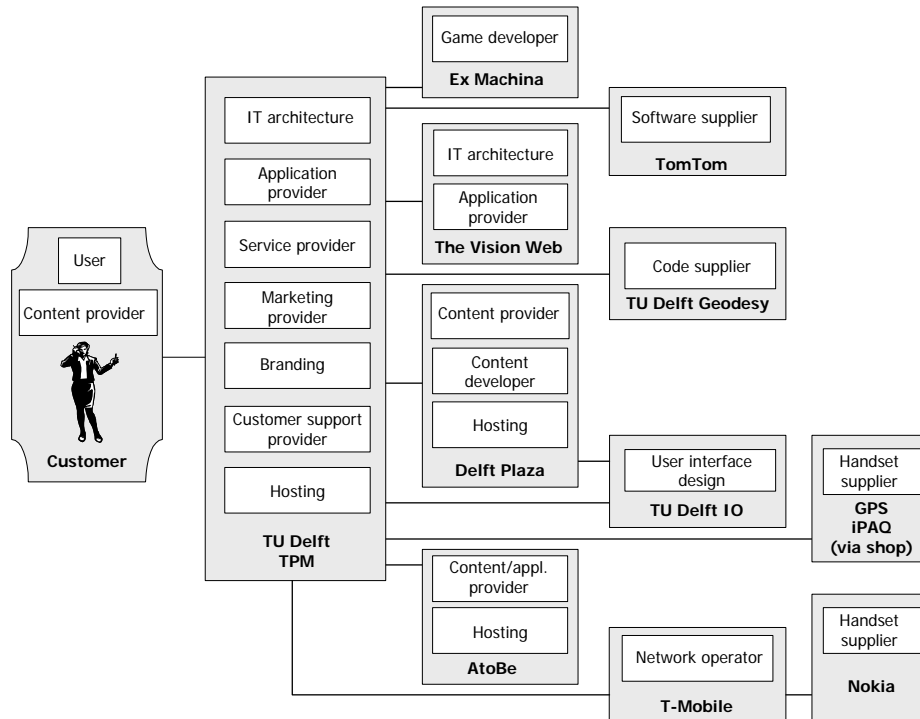 User
Content provider
Customer
IT architecture
Application
provider
Service provider
Marketing
provider
Branding
Customer support
provider
Hosting
TU Delft
TPM
Game developer
Ex Machina
IT architecture
Application
provider
The Vision Web
Content provider
Content
developer
Hosting
Delft Plaza
Content/appl.
provider
Hosting
AtoBe
Software supplier
TomTom
Code supplier
TU Delft Geodesy
User interface
design
TU Delft IO
Network operator
T-Mobile
Handset
supplier
GPS
iPAQ
(via shop)
Handset
supplier
Nokia